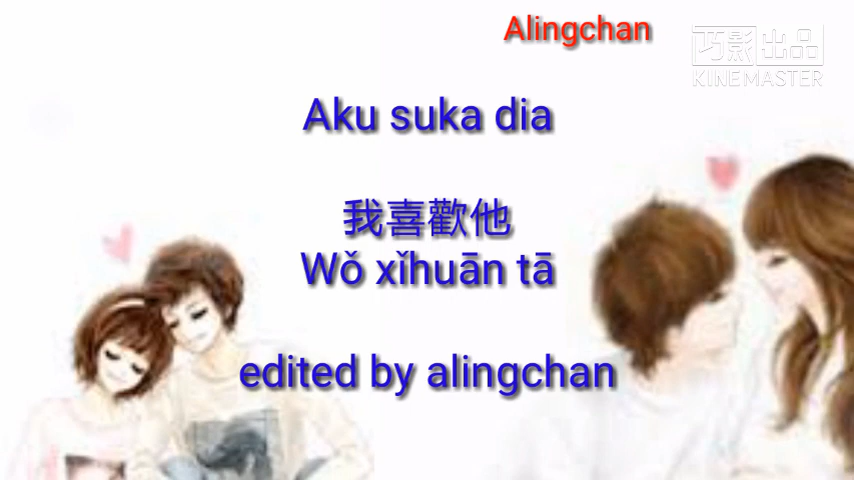 Alingchan
巧影出品
KINEMASTER
Aku suka dia
我喜歡他
Wǒ xǐhuān tā
edited by alingchan